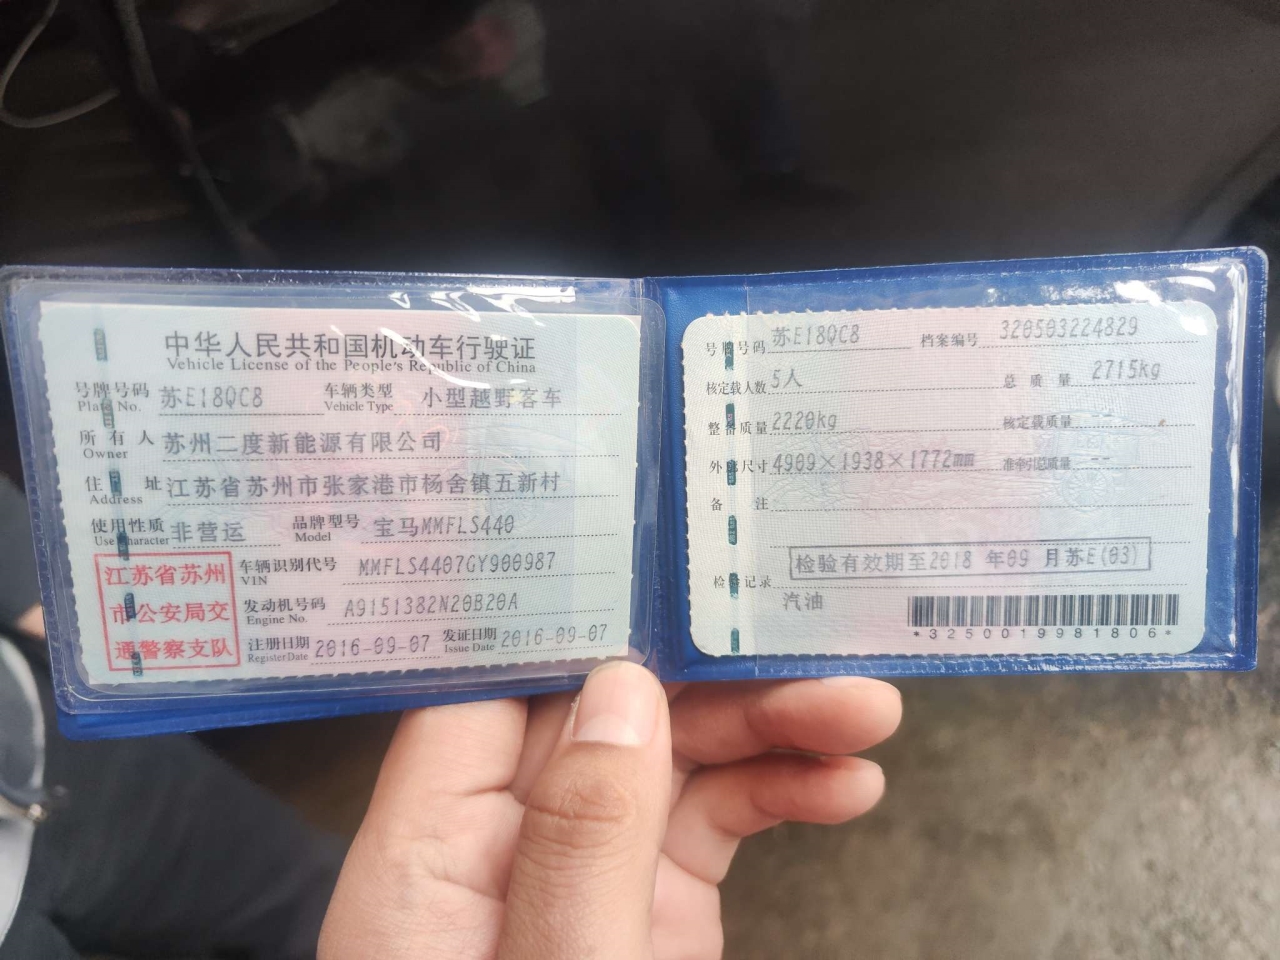 中华人民共和国机动车行驶证
Vehicle License of the People's Republic of China
号牌号码 苏E18QC8 车辆类型 小型越野客车
Plate No. Vehicle Type
所有人 苏州二度新能源有限公司
Owner
住址 江苏省苏州市张家港市杨舍镇五新村
Address
使用性质 非营运 品牌型号 宝马MMFLS440
Use Character Model
江苏省苏州
市公安局交
通警察支队
车辆识别代号 MMFLS4407GY900987
VIN
发动机号码 A9151382N20B20A
Engine No.
注册日期 2016-09-07 发证日期 2016-09-07
Register Date Issue Date
号牌号码 苏E18QC8 档案编号 320503224829
核定载人数 5人 总质量 2715kg
整备质量 2220kg 核定载质量 --
外廓尺寸 4909×1938×1772mm 准牵引总质量 --
备注
检验有效期至2018 年09 月苏E(03)
检验记录
汽油
*3250019981806*